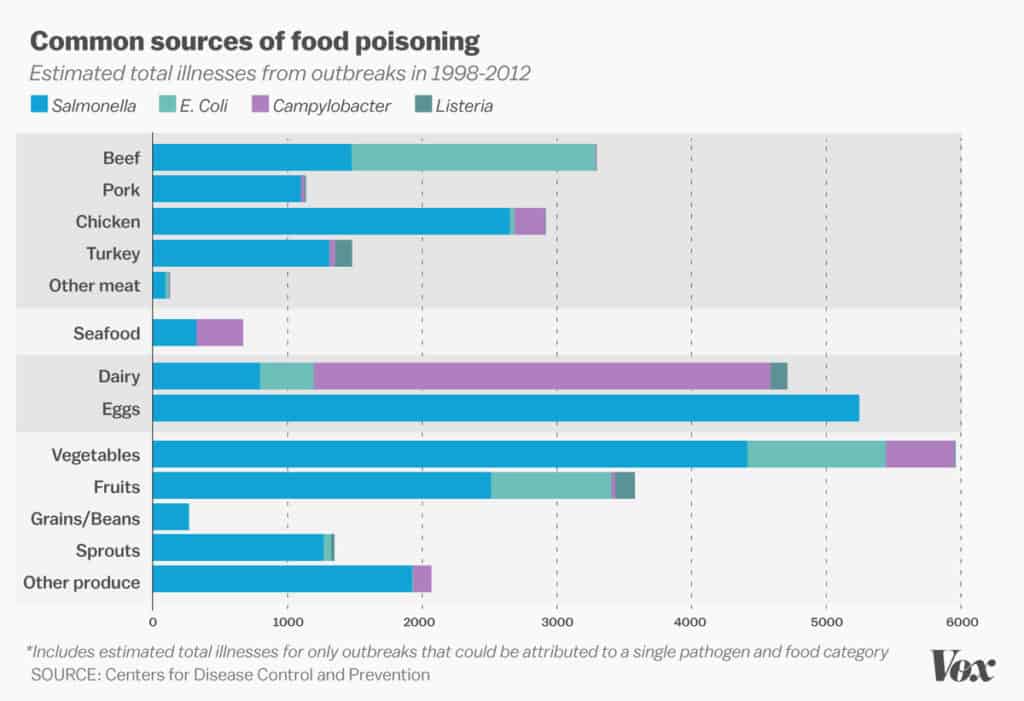 Common sources of food poisoning
Estimated total illnesses from outbreaks in 1998-2012
Salmonella E. Coli Campylobacter Listeria
Beef
Pork
Chicken
Turkey
Other meat
Seafood
Dairy
Eggs
Vegetables
Fruits
Grains/Beans
Sprouts
Other produce
0 1000 2000 3000 4000 5000 6000
*Includes estimated total illnesses for only outbreaks that could be attributed to a single pathogen and food category
SOURCE: Centers for Disease Control and Prevention
Vox